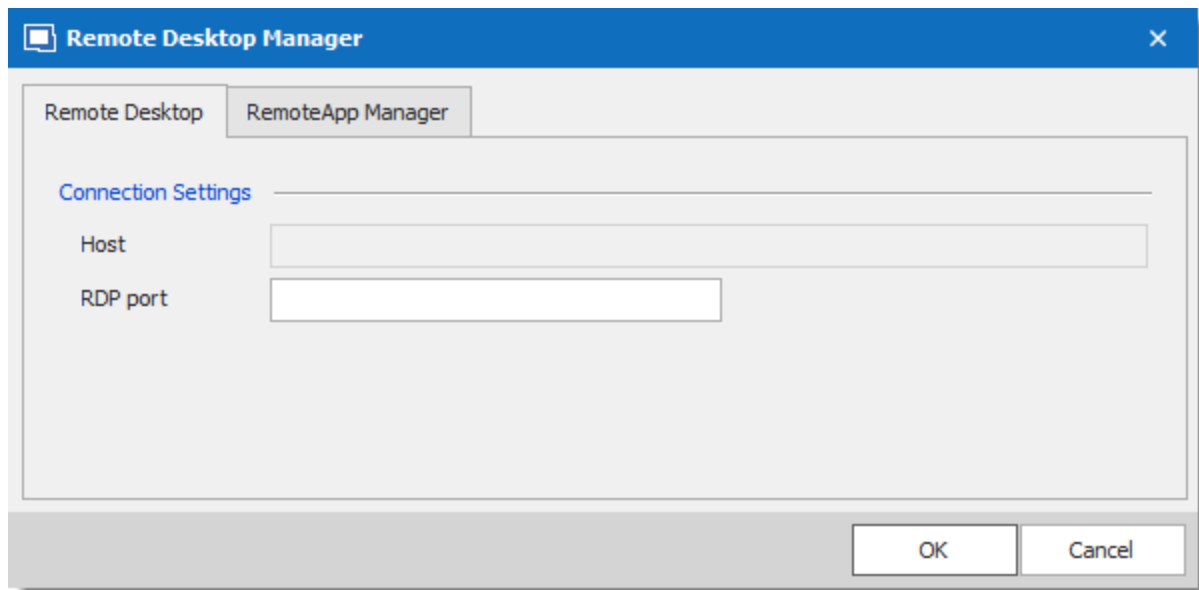 Remote Desktop Manager
Remote Desktop RemoteApp Manager
Connection Settings
Host
RDP port
OK Cancel